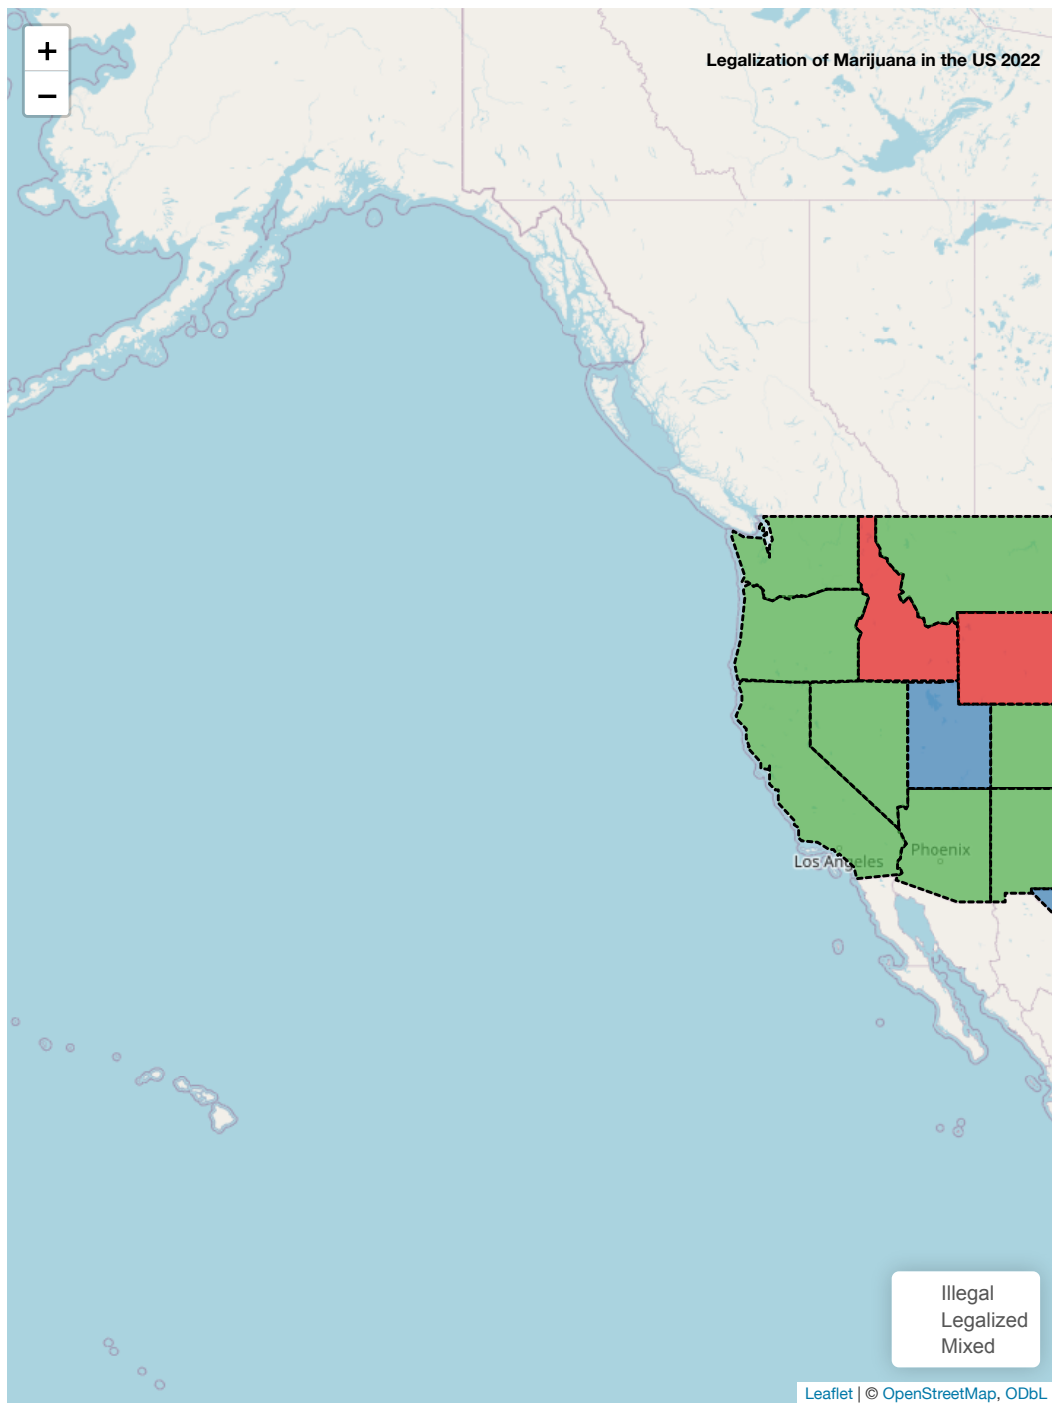 +
−
Legalization of Marijuana in the US 2022
Phoenix
Los Angeles
Illegal
Legalized
Mixed
Leaflet | © OpenStreetMap, ODbL